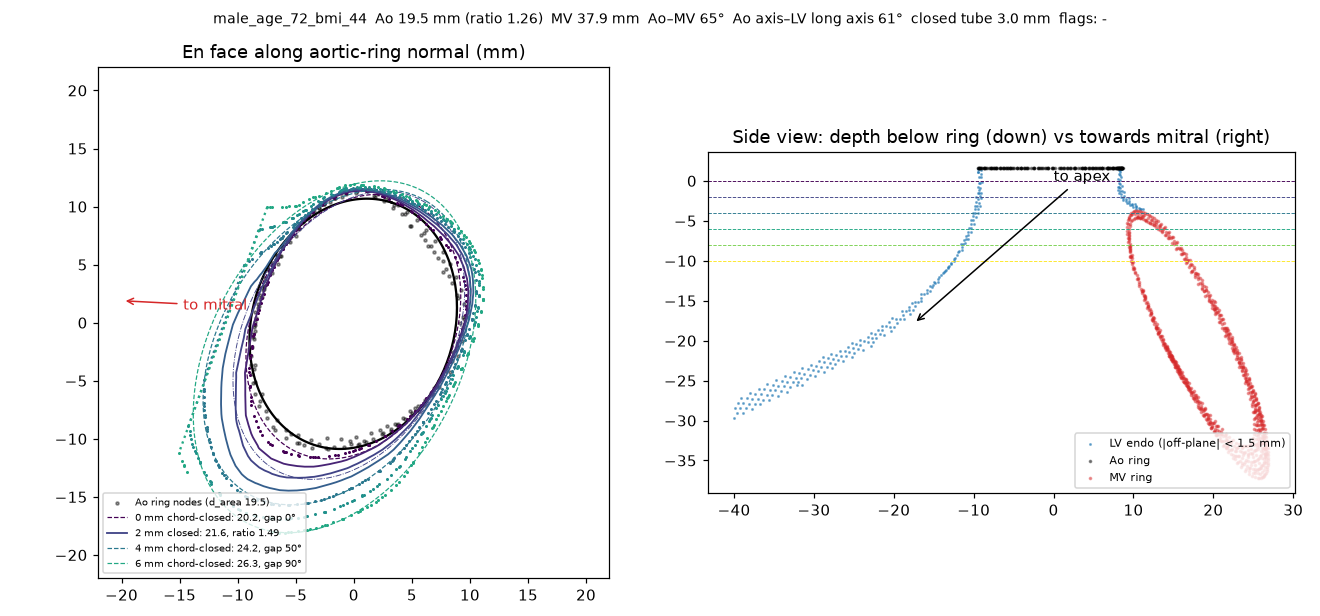 male_age_72_bmi_44  Ao 19.5 mm (ratio 1.26)  MV 37.9 mm  Ao–MV 65°  Ao axis–LV long axis 61°  closed tube 3.0 mm  flags: -
En face along aortic-ring normal (mm)
20
15
10
5
0
−5
−10
−15
−20
to mitral
Ao ring nodes (d_area 19.5)
0 mm chord-closed: 20.2, gap 0°
2 mm closed: 21.6, ratio 1.49
4 mm chord-closed: 24.2, gap 50°
6 mm chord-closed: 26.3, gap 90°
−20 −15 −10 −5 0 5 10 15 20
Side view: depth below ring (down) vs towards mitral (right)
0
−5
−10
−15
−20
−25
−30
−35
to apex
LV endo (|off-plane| < 1.5 mm)
Ao ring
MV ring
−40 −30 −20 −10 0 10 20 30